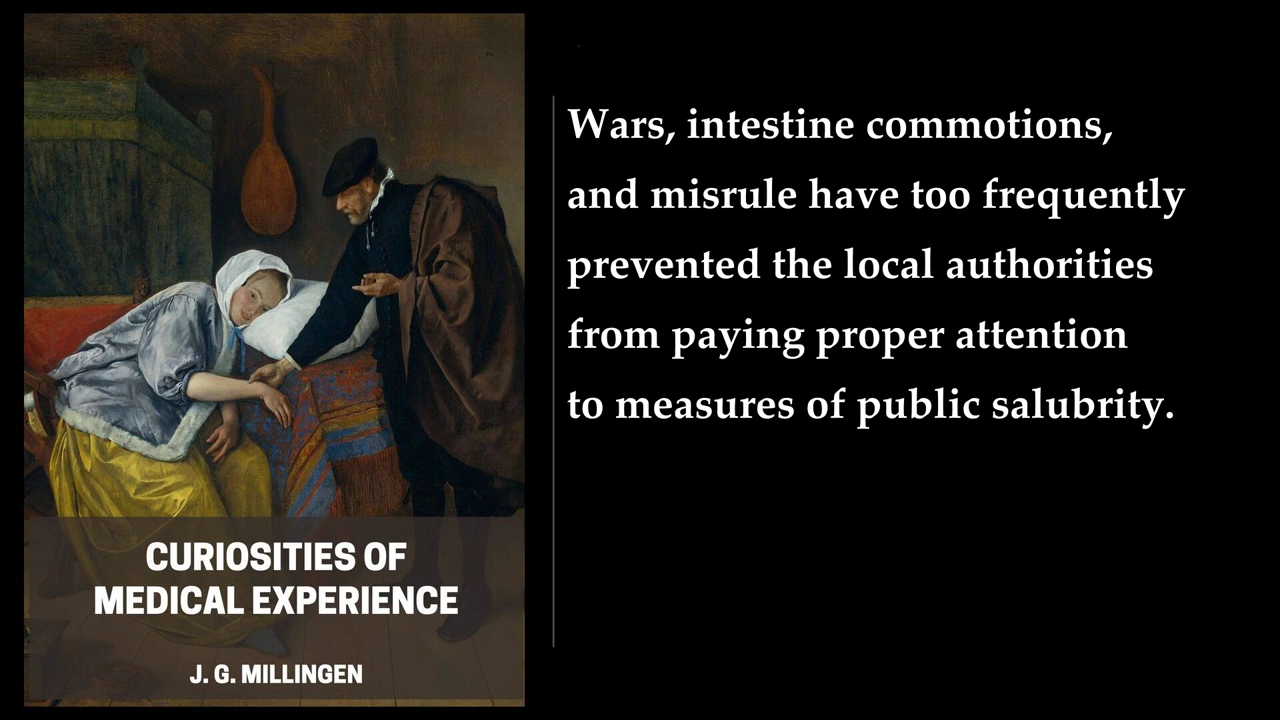 Wars, intestine commotions,
and misrule have too frequently
prevented the local authorities
from paying proper attention
to measures of public salubrity.
CURIOSITIES OF
MEDICAL EXPERIENCE
J. G. MILLINGEN